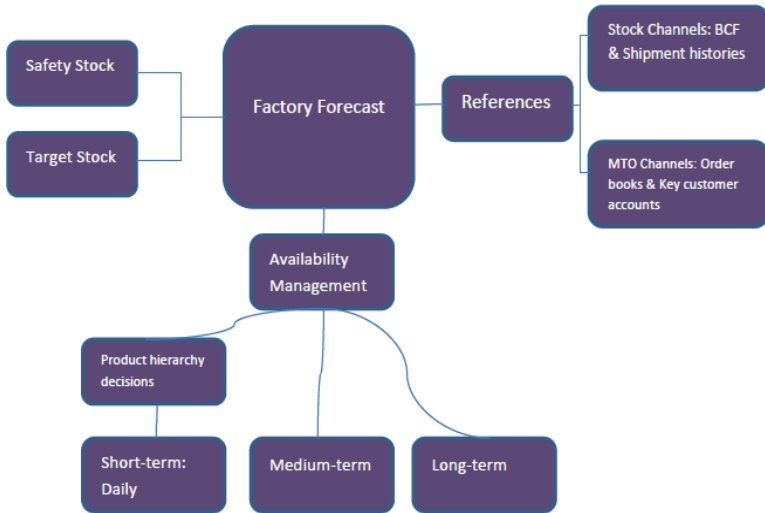 Safety Stock
Target Stock
Factory Forecast
References
Stock Channels: BCF
& Shipment histories
MTO Channels: Order
books & Key customer
accounts
Availability
Management
Product hierarchy
decisions
Short-term:
Daily
Medium-term
Long-term